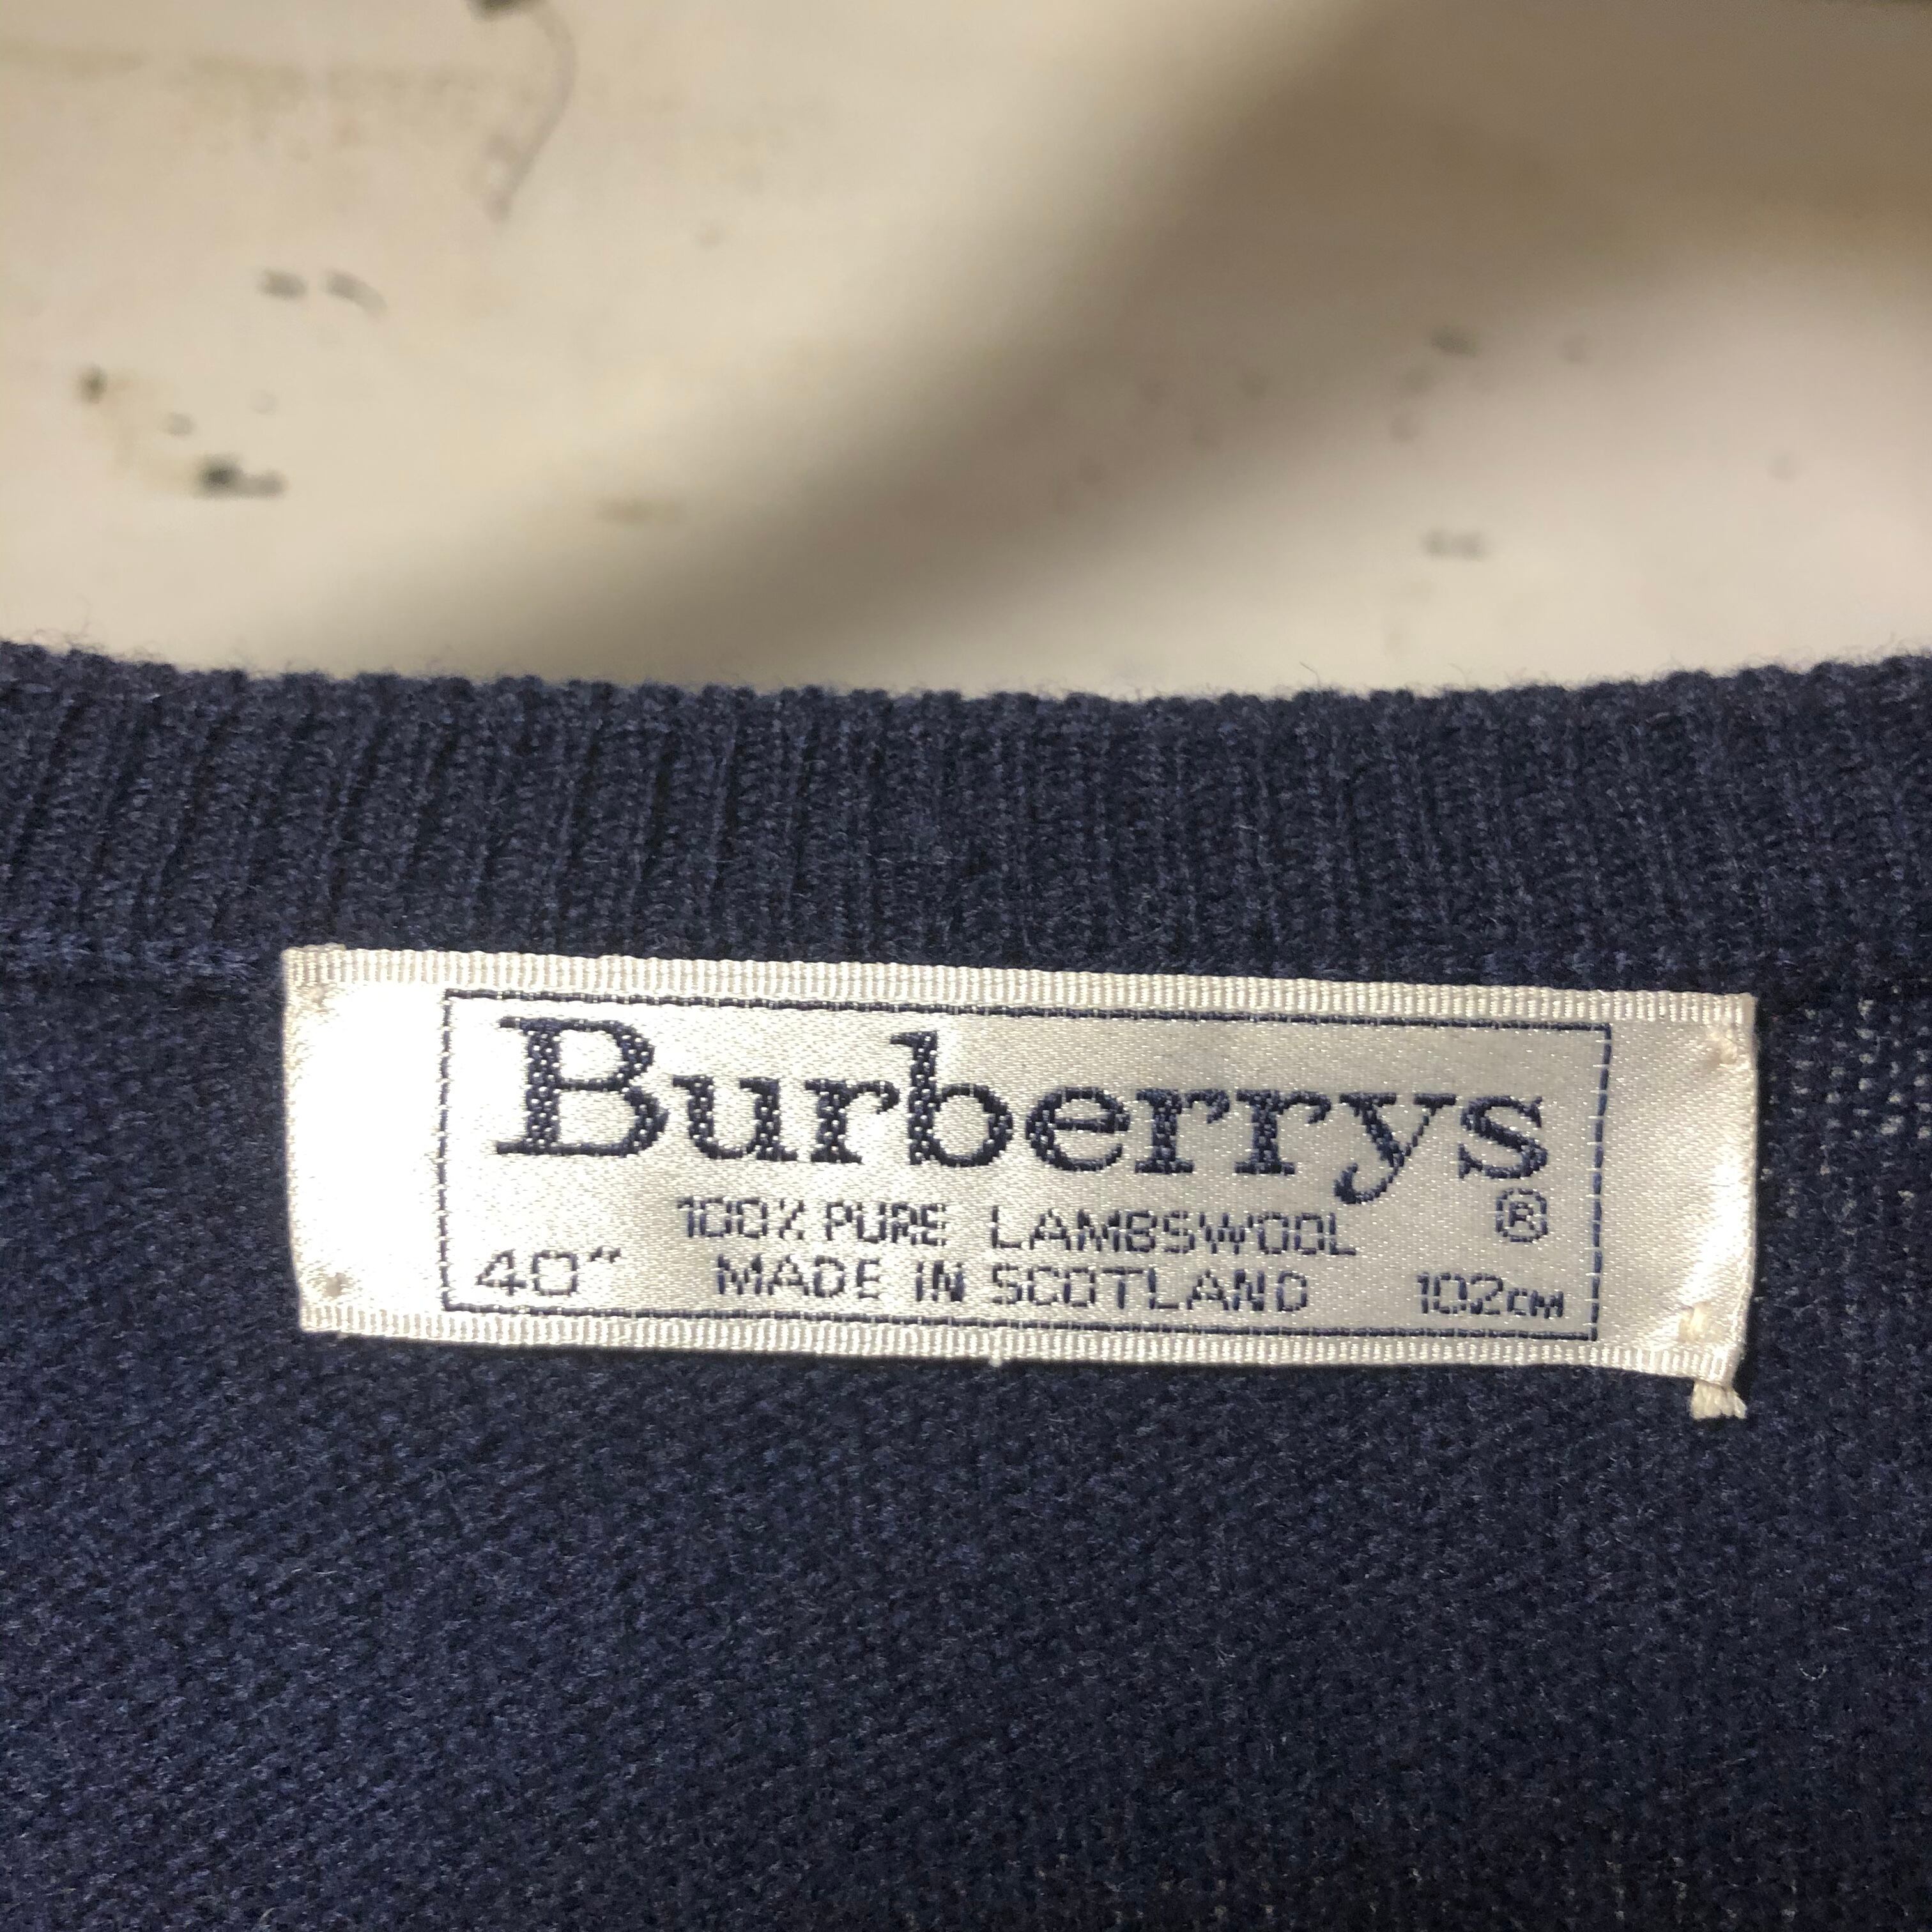 Burberrys
®
100% PURE LAMBSWOOL
40" MADE IN SCOTLAND 102CM